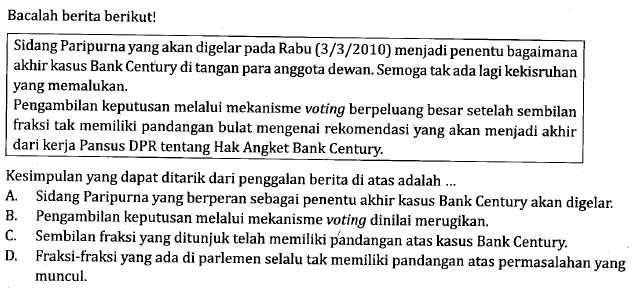 Bacalah berita berikut!
Sidang Paripurna yang akan digelar pada Rabu (3/3/2010) menjadi penentu bagaimana
akhir kasus Bank Century di tangan para anggota dewan. Semoga tak ada lagi kekisruhan
yang memalukan.
Pengambilan keputusan melalui mekanisme voting berpeluang besar setelah sembilan
fraksi tak memiliki pandangan bulat mengenai rekomendasi yang akan menjadi akhir
dari kerja Pansus DPR tentang Hak Angket Bank Century.
Kesimpulan yang dapat ditarik dari penggalan berita di atas adalah ...
A. Sidang Paripurna yang berperan sebagai penentu akhir kasus Bank Century akan digelar.
B. Pengambilan keputusan melalui mekanisme voting dinilai merugikan.
C. Sembilan fraksi yang ditunjuk telah memiliki pandangan atas kasus Bank Century.
D. Fraksi-fraksi yang ada di parlemen selalu tak memiliki pandangan atas permasalahan yang
muncul.